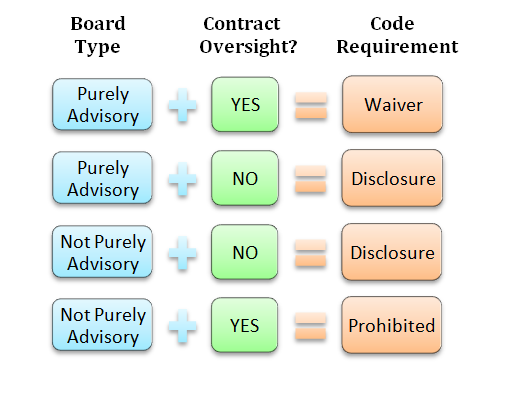 Board Type
Contract Oversight?
Code Requirement
Purely Advisory
YES
Waiver
Purely Advisory
NO
Disclosure
Not Purely Advisory
NO
Disclosure
Not Purely Advisory
YES
Prohibited